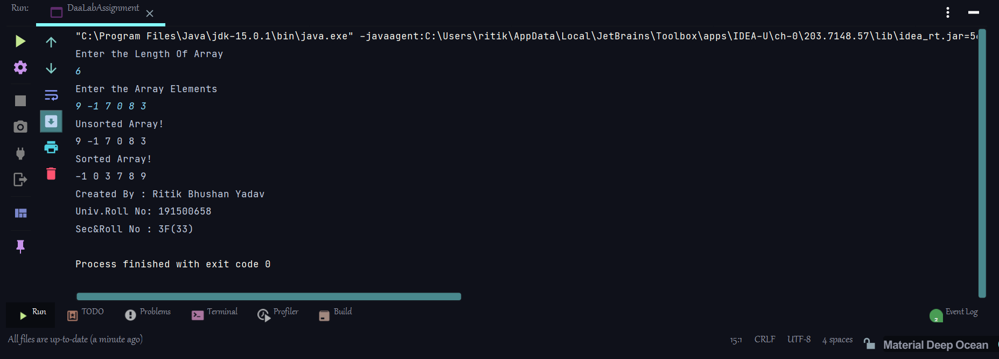 Run: DaaLabAssignment
"C:\Program Files\Java\jdk-15.0.1\bin\java.exe" -javaagent:C:\Users\ritik\AppData\Local\JetBrains\Toolbox\apps\IDEA-U\ch-0\203.7148.57\lib\idea_rt.jar=5
Enter the Length Of Array
6
Enter the Array Elements
9 -1 7 0 8 3
Unsorted Array!
9 -1 7 0 8 3
Sorted Array!
-1 0 3 7 8 9
Created By : Ritik Bhushan Yadav
Univ.Roll No: 191500658
Sec&Roll No : 3F(33)
Process finished with exit code 0
Run TODO Problems Terminal Profiler Build 2 Event Log
All files are up-to-date (a minute ago) 15:1 CRLF UTF-8 4 spaces Material Deep Ocean